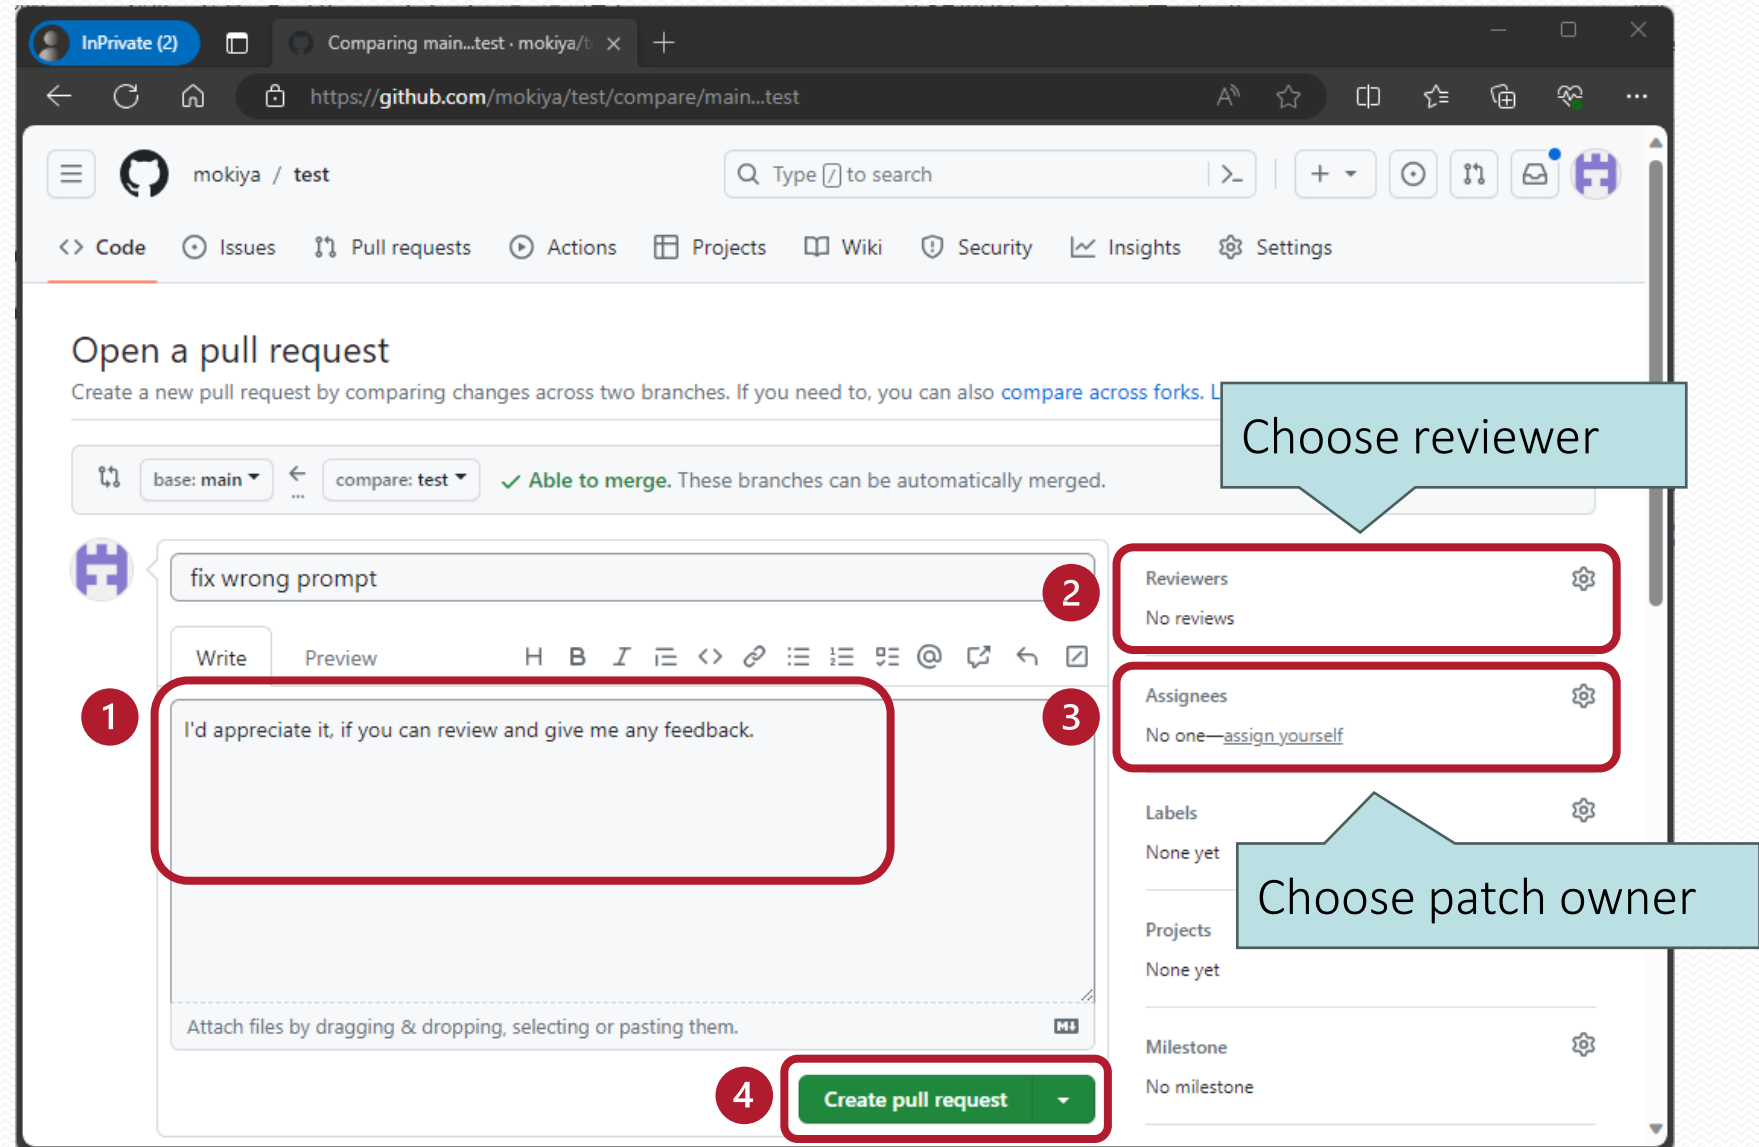 InPrivate (2)
Comparing main...test · mokiya/t
https://github.com/mokiya/test/compare/main...test
mokiya / test
Type / to search
Code Issues Pull requests Actions Projects Wiki Security Insights Settings
Open a pull request
Create a new pull request by comparing changes across two branches. If you need to, you can also compare across forks. L
Choose reviewer
base: main
compare: test
Able to merge. These branches can be automatically merged.
fix wrong prompt
2
Reviewers
No reviews
Write Preview
1
I'd appreciate it, if you can review and give me any feedback.
3
Assignees
No one—assign yourself
Labels
None yet
Choose patch owner
Projects
None yet
Attach files by dragging & dropping, selecting or pasting them.
Milestone
No milestone
4
Create pull request